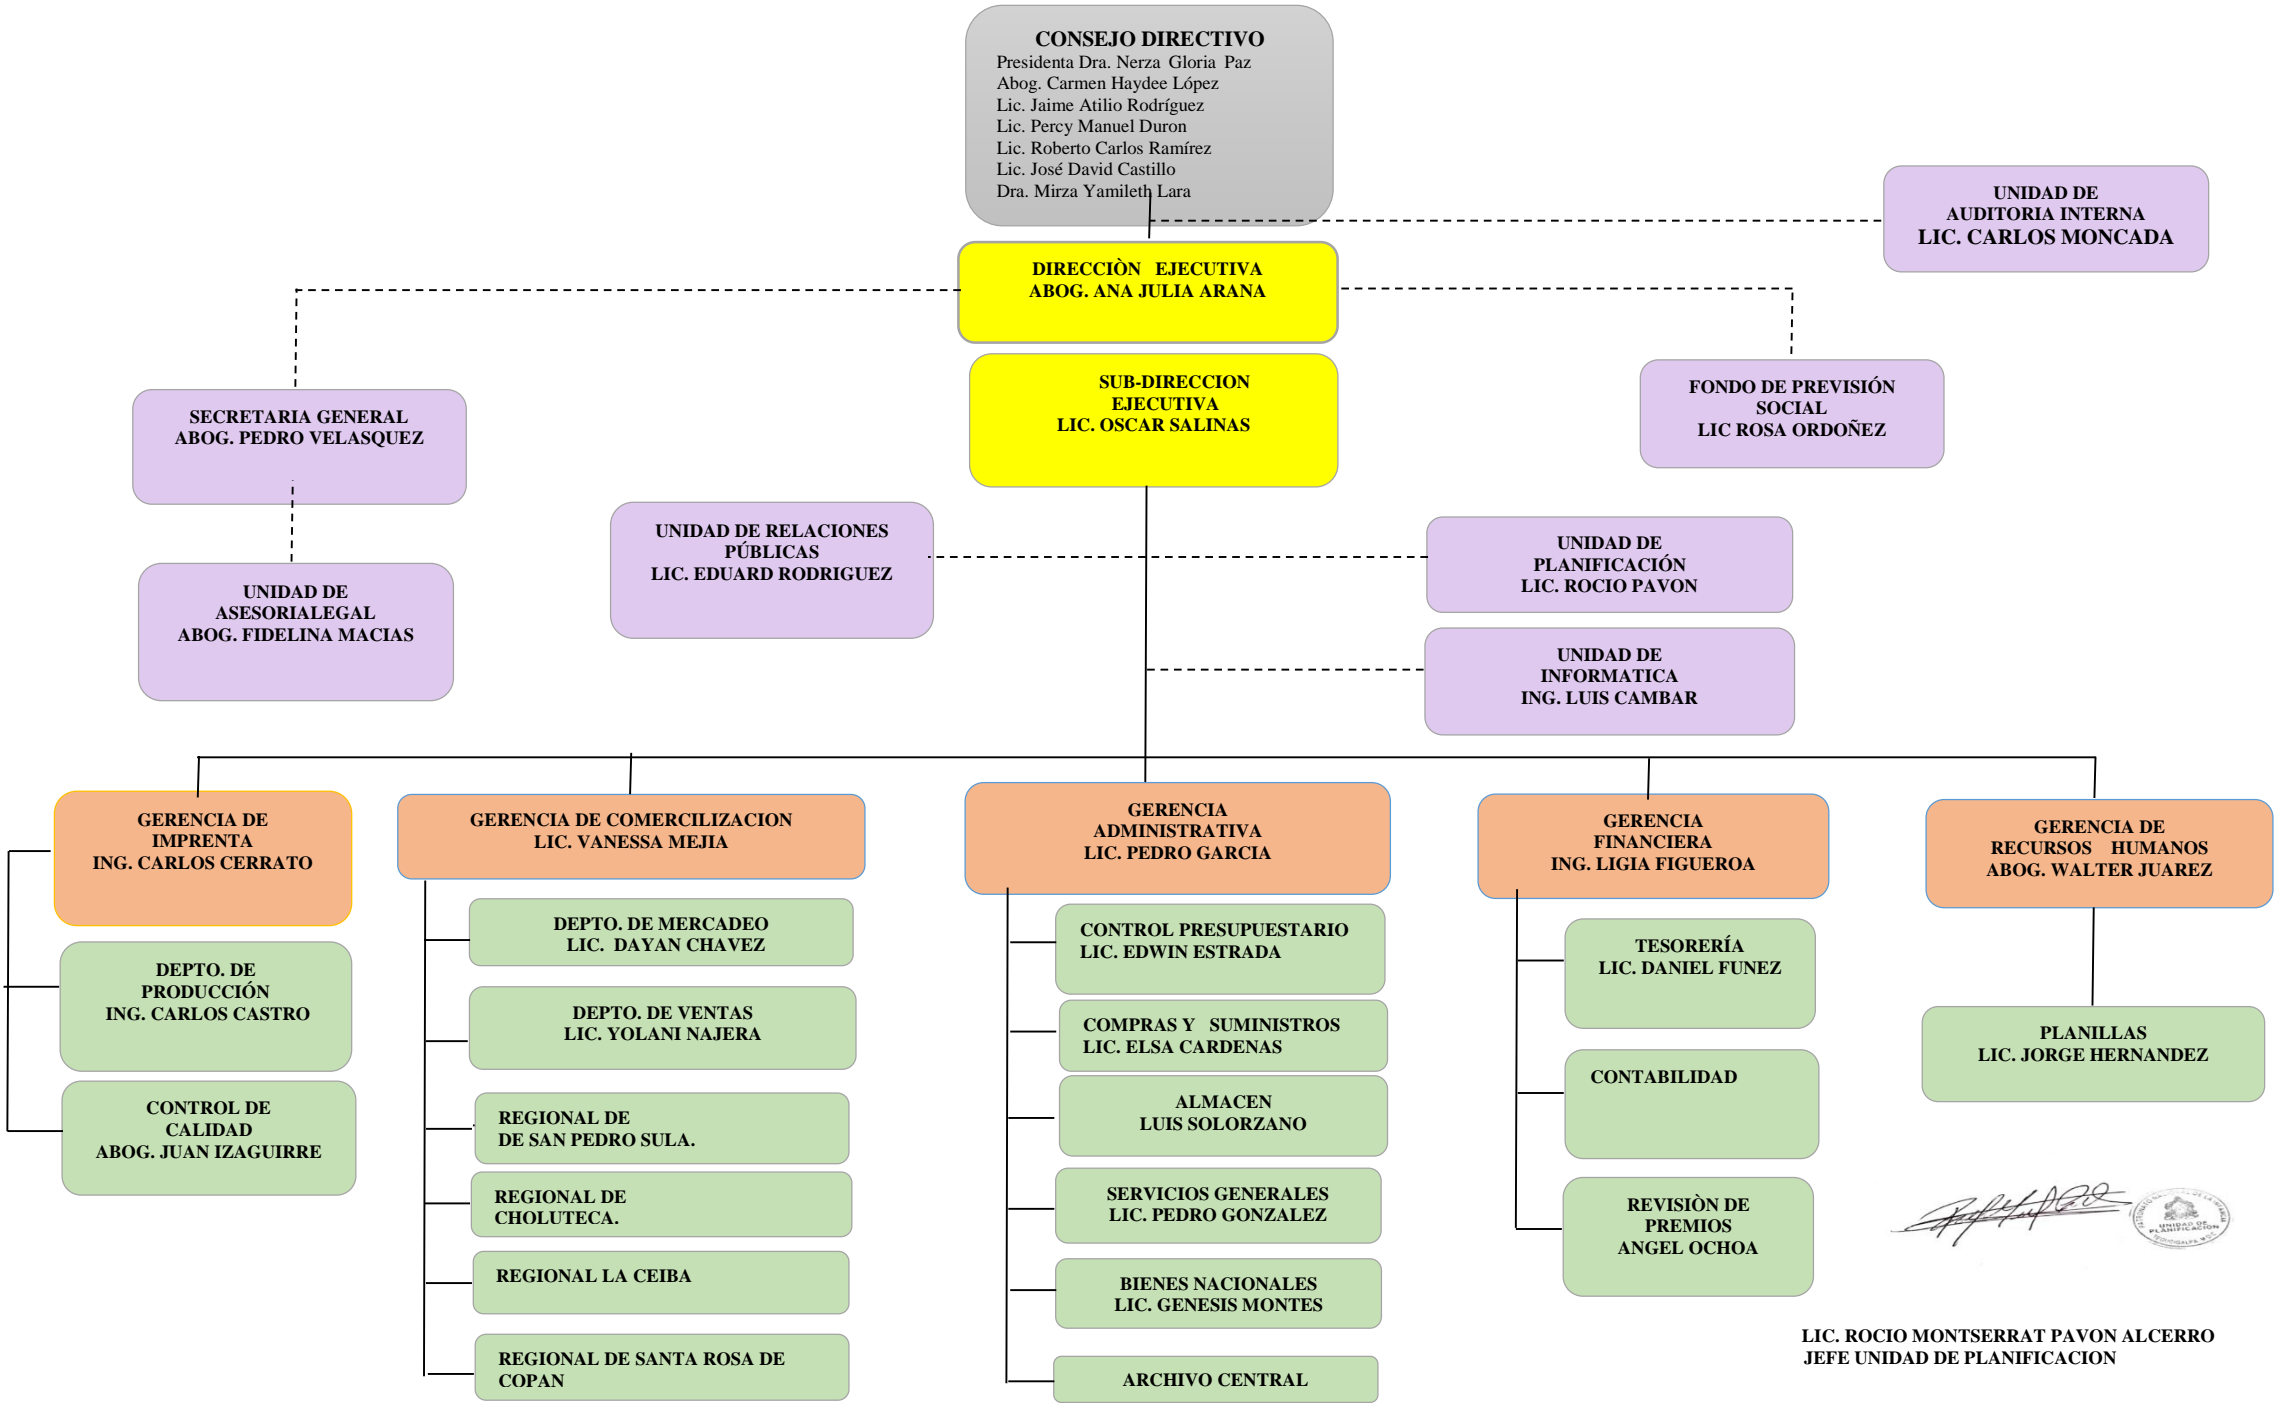 CONSEJO DIRECTIVO
Presidenta Dra. Nerza Gloria Paz
Abog. Carmen Haydee López
Lic. Jaime Atilio Rodríguez
Lic. Percy Manuel Duron
Lic. Roberto Carlos Ramírez
Lic. José David Castillo
Dra. Mirza Yamileth Lara
UNIDAD DE
AUDITORIA INTERNA
LIC. CARLOS MONCADA
DIRECCIÒN EJECUTIVA
ABOG. ANA JULIA ARANA
SUB-DIRECCION
EJECUTIVA
LIC. OSCAR SALINAS
SECRETARIA GENERAL
ABOG. PEDRO VELASQUEZ
FONDO DE PREVISIÓN
SOCIAL
LIC ROSA ORDOÑEZ
UNIDAD DE
ASESORIALEGAL
ABOG. FIDELINA MACIAS
UNIDAD DE RELACIONES
PÚBLICAS
LIC. EDUARD RODRIGUEZ
UNIDAD DE
PLANIFICACIÓN
LIC. ROCIO PAVON
UNIDAD DE
INFORMATICA
ING. LUIS CAMBAR
GERENCIA DE
IMPRENTA
ING. CARLOS CERRATO
DEPTO. DE
PRODUCCIÓN
ING. CARLOS CASTRO
CONTROL DE
CALIDAD
ABOG. JUAN IZAGUIRRE
GERENCIA DE COMERCILIZACION
LIC. VANESSA MEJIA
DEPTO. DE MERCADEO
LIC. DAYAN CHAVEZ
DEPTO. DE VENTAS
LIC. YOLANI NAJERA
REGIONAL DE
DE SAN PEDRO SULA.
REGIONAL DE
CHOLUTECA.
REGIONAL LA CEIBA
REGIONAL DE SANTA ROSA DE
COPAN
GERENCIA
ADMINISTRATIVA
LIC. PEDRO GARCIA
CONTROL PRESUPUESTARIO
LIC. EDWIN ESTRADA
COMPRAS Y SUMINISTROS
LIC. ELSA CARDENAS
ALMACEN
LUIS SOLORZANO
SERVICIOS GENERALES
LIC. PEDRO GONZALEZ
BIENES NACIONALES
LIC. GENESIS MONTES
ARCHIVO CENTRAL
GERENCIA
FINANCIERA
ING. LIGIA FIGUEROA
TESORERÍA
LIC. DANIEL FUNEZ
CONTABILIDAD
REVISIÒN DE
PREMIOS
ANGEL OCHOA
GERENCIA DE
RECURSOS HUMANOS
ABOG. WALTER JUAREZ
PLANILLAS
LIC. JORGE HERNANDEZ
PATRONATO NACIONAL DE LA INFANCIA
UNIDAD DE
PLANIFICACION
TEGUCIGALPA, M.D.C.
LIC. ROCIO MONTSERRAT PAVON ALCERRO
JEFE UNIDAD DE PLANIFICACION